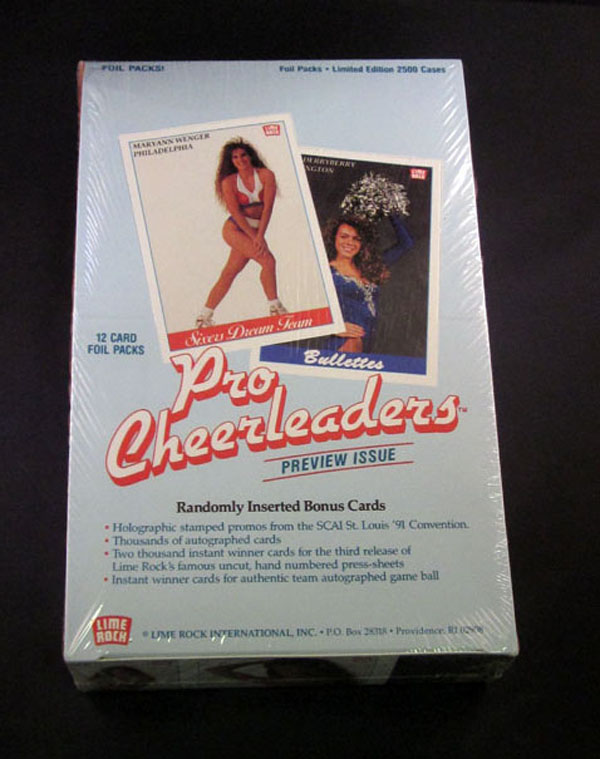 FOIL PACKS!
Foil Packs • Limited Edition 2500 Cases
MARYANN WENGER
PHILADELPHIA
LIME
ROCK
Sixers Dream Team
LIME
ROCK
Bullettes
12 CARD
FOIL PACKS
Pro
Cheerleaders™
PREVIEW ISSUE
Randomly Inserted Bonus Cards
• Holographic stamped promos from the SCAI St. Louis '91 Convention.
• Thousands of autographed cards
• Two thousand instant winner cards for the third release of
Lime Rock's famous uncut, hand numbered press-sheets
• Instant winner cards for authentic team autographed game ball
LIME
ROCK
© LIME ROCK INTERNATIONAL, INC. • P.O. Box 28718 • Providence, RI 02908